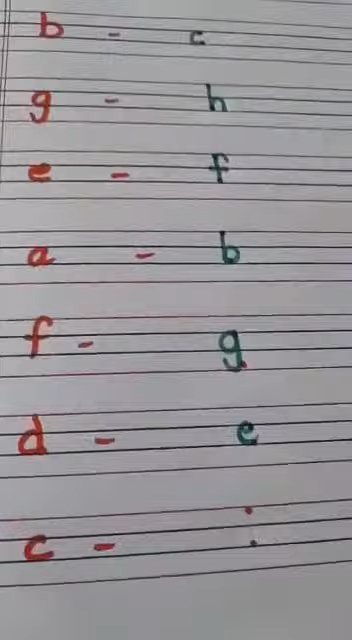 b - c
g - h
e - f
a - b
f - g
d - e
c -